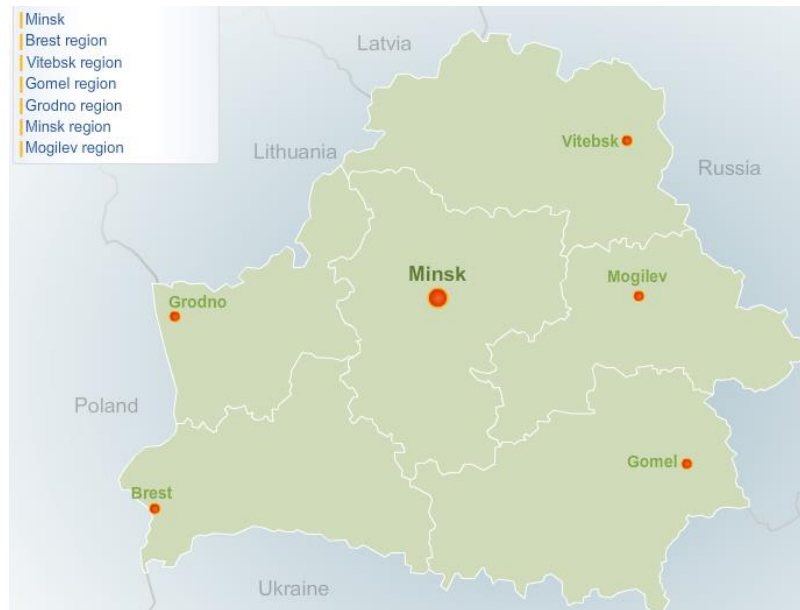 Minsk
Brest region
Vitebsk region
Gomel region
Grodno region
Minsk region
Mogilev region
Latvia
Lithuania
Vitebsk
Russia
Minsk
Mogilev
Grodno
Poland
Gomel
Brest
Ukraine